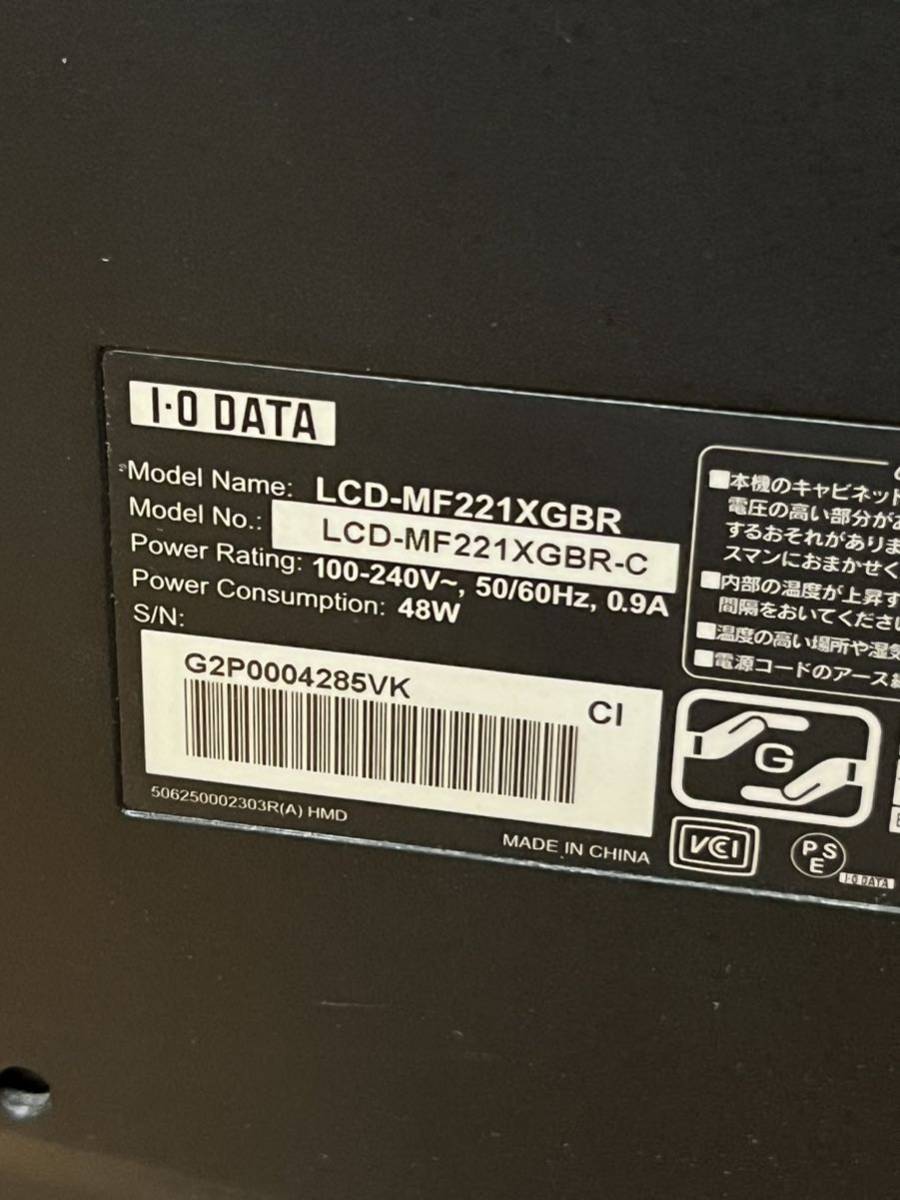 I-O DATA
Model Name: LCD-MF221XGBR
Model No.: LCD-MF221XGBR-C
Power Rating: 100-240V~, 50/60Hz, 0.9A
Power Consumption: 48W
S/N:
G2P0004285VK
CI
506250002303R(A) HMD
MADE IN CHINA
■本機のキャビネット
電圧の高い部分が
するおそれがありま
スマンにおまかせく
■内部の温度が上昇す
間隔をおいてください
■温度の高い場所や湿気
■電源コードのアース線
G
VCCI
PSE
I-O DATA